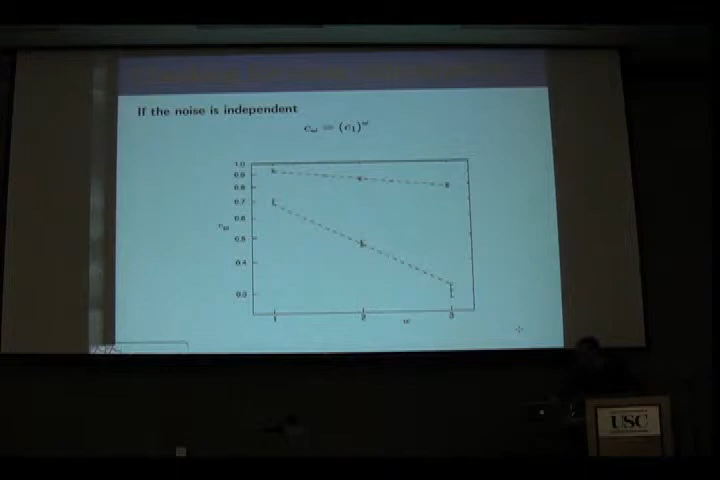 If the noise is independent
c_w = (c_1)^w
1.0
0.9
0.8
0.7
0.6
c_w
0.5
0.4
0.3
1 2 3
w
USC